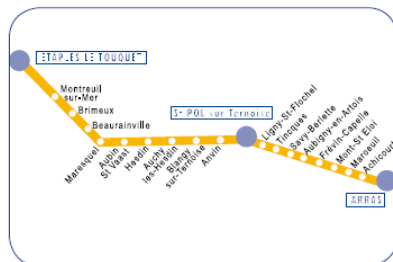 ETAPLES LE TOUQUET
Montreuil
sur-Mer
Brimeux
Beaurainville
Maresquel
Aubin
St Vaast
Hesdin
Auchy
les-Hesdin
Blangy
sur-Ternoise
Anvin
St POL sur Ternoise
Ligny-St-Flochel
Tincques
Savy-Berlette
Aubigny-en-Artois
Frévin-Capelle
Mont-St Eloi
Maroeuil
Achicourt
ARRAS